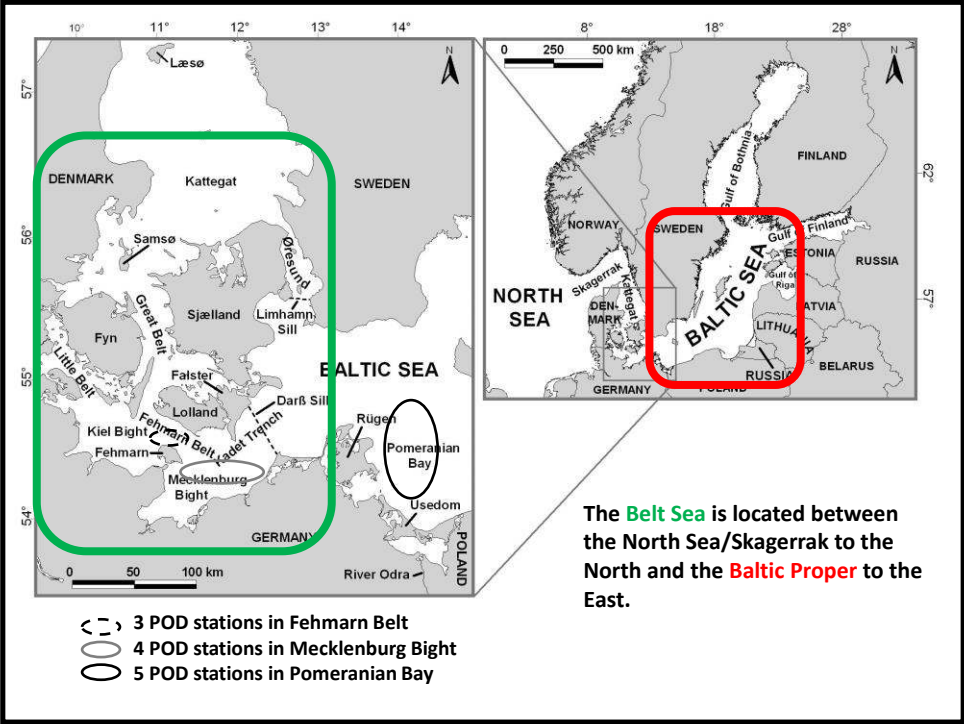 10°
11°
12°
13°
14°
8°
18°
28°
57°
56°
55°
54°
Læsø
N
DENMARK
Kattegat
SWEDEN
Samsø
Øresund
Great Belt
Sjælland
Limhamn
Sill
Fyn
Little Belt
BALTIC SEA
Falster
Lolland
Darß Sill
Kiel Bight
Fehmarn Belt
Kadet Trench
Rügen
Fehmarn
Pomeranian
Bay
Mecklenburg
Bight
Usedom
GERMANY
POLAND
River Odra
0 50 100 km
0 250 500 km
N
FINLAND
Gulf of Bothnia
62°
NORWAY
SWEDEN
Gulf of Finland
ESTONIA
RUSSIA
Skagerrak
Gulf of
Riga
NORTH
SEA
Kattegat
DEN-
MARK
BALTIC SEA
LATVIA
57°
LITHUANIA
BELARUS
RUSSIA
GERMANY
POLAND
The Belt Sea is located between
the North Sea/Skagerrak to the
North and the Baltic Proper to the
East.
3 POD stations in Fehmarn Belt
4 POD stations in Mecklenburg Bight
5 POD stations in Pomeranian Bay